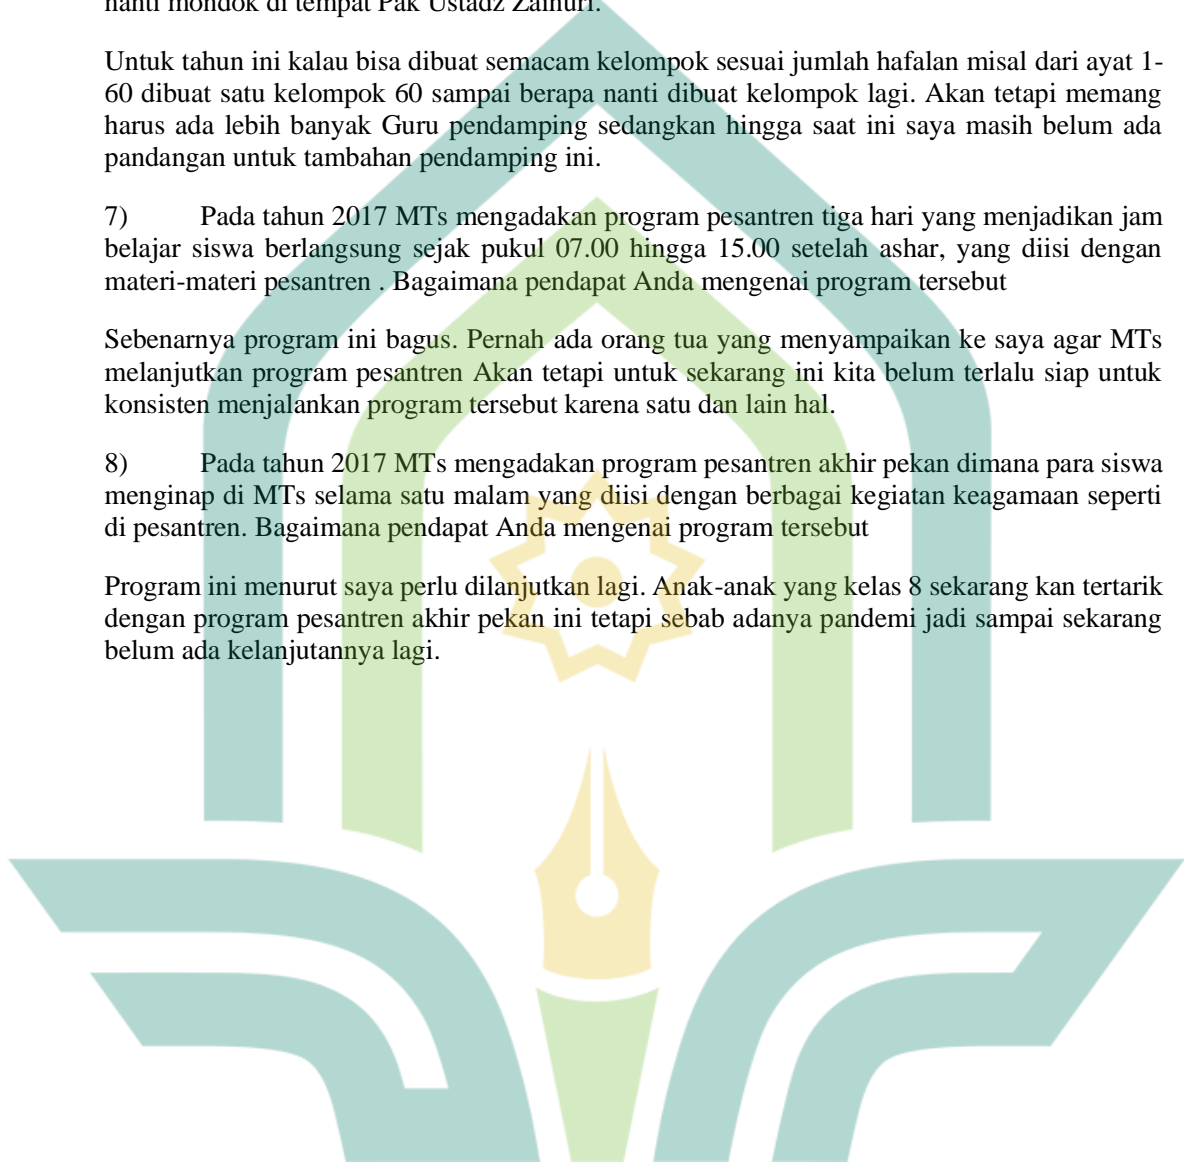 nanti mondok di tempat Pak Ustadz Zainuri.
Untuk tahun ini kalau bisa dibuat semacam kelompok sesuai jumlah hafalan misal dari ayat 1-
60 dibuat satu kelompok 60 sampai berapa nanti dibuat kelompok lagi. Akan tetapi memang
harus ada lebih banyak Guru pendamping sedangkan hingga saat ini saya masih belum ada
pandangan untuk tambahan pendamping ini.
7) Pada tahun 2017 MTs mengadakan program pesantren tiga hari yang menjadikan jam
belajar siswa berlangsung sejak pukul 07.00 hingga 15.00 setelah ashar, yang diisi dengan
materi-materi pesantren . Bagaimana pendapat Anda mengenai program tersebut
Sebenarnya program ini bagus. Pernah ada orang tua yang menyampaikan ke saya agar MTs
melanjutkan program pesantren Akan tetapi untuk sekarang ini kita belum terlalu siap untuk
konsisten menjalankan program tersebut karena satu dan lain hal.
8) Pada tahun 2017 MTs mengadakan program pesantren akhir pekan dimana para siswa
menginap di MTs selama satu malam yang diisi dengan berbagai kegiatan keagamaan seperti
di pesantren. Bagaimana pendapat Anda mengenai program tersebut
Program ini menurut saya perlu dilanjutkan lagi. Anak-anak yang kelas 8 sekarang kan tertarik
dengan program pesantren akhir pekan ini tetapi sebab adanya pandemi jadi sampai sekarang
belum ada kelanjutannya lagi.